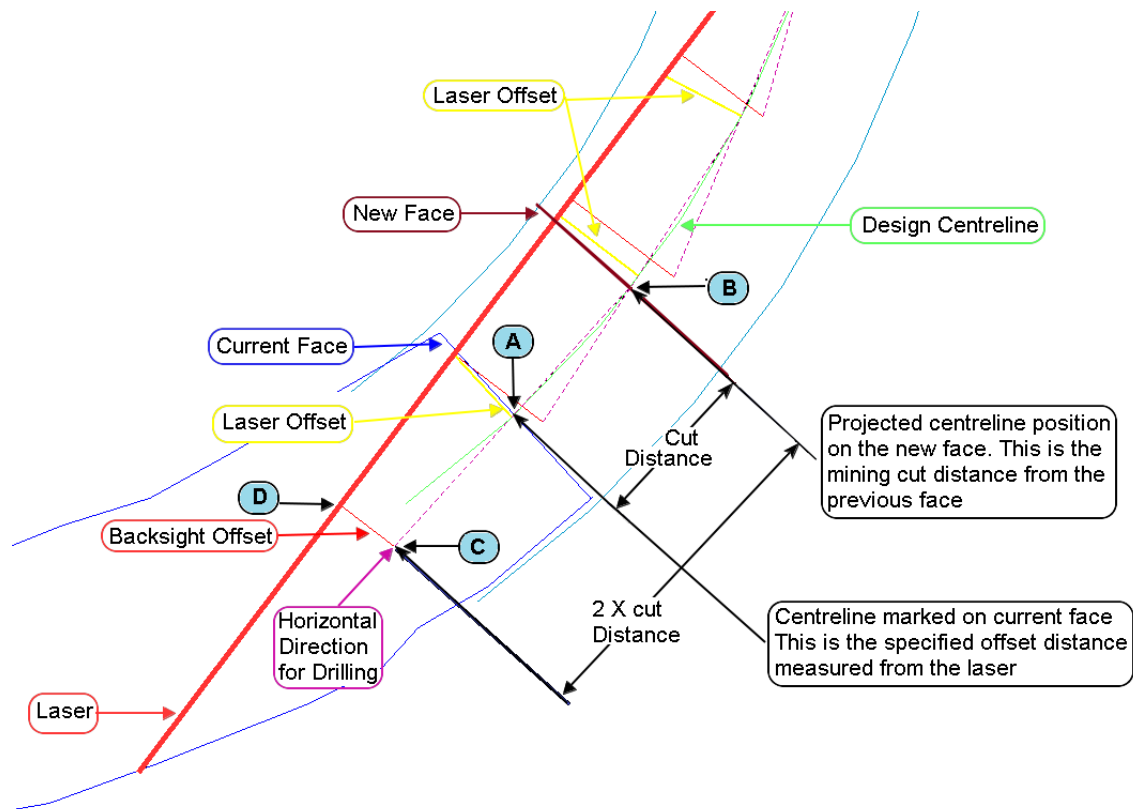 Laser Offset
New Face
Design Centreline
B
Current Face
A
Laser Offset
Cut
Distance
Projected centreline position
on the new face. This is the
mining cut distance from the
previous face
D
Backsight Offset
C
2 X cut
Distance
Horizontal
Direction
for Drilling
Centreline marked on current face
This is the specified offset distance
measured from the laser
Laser